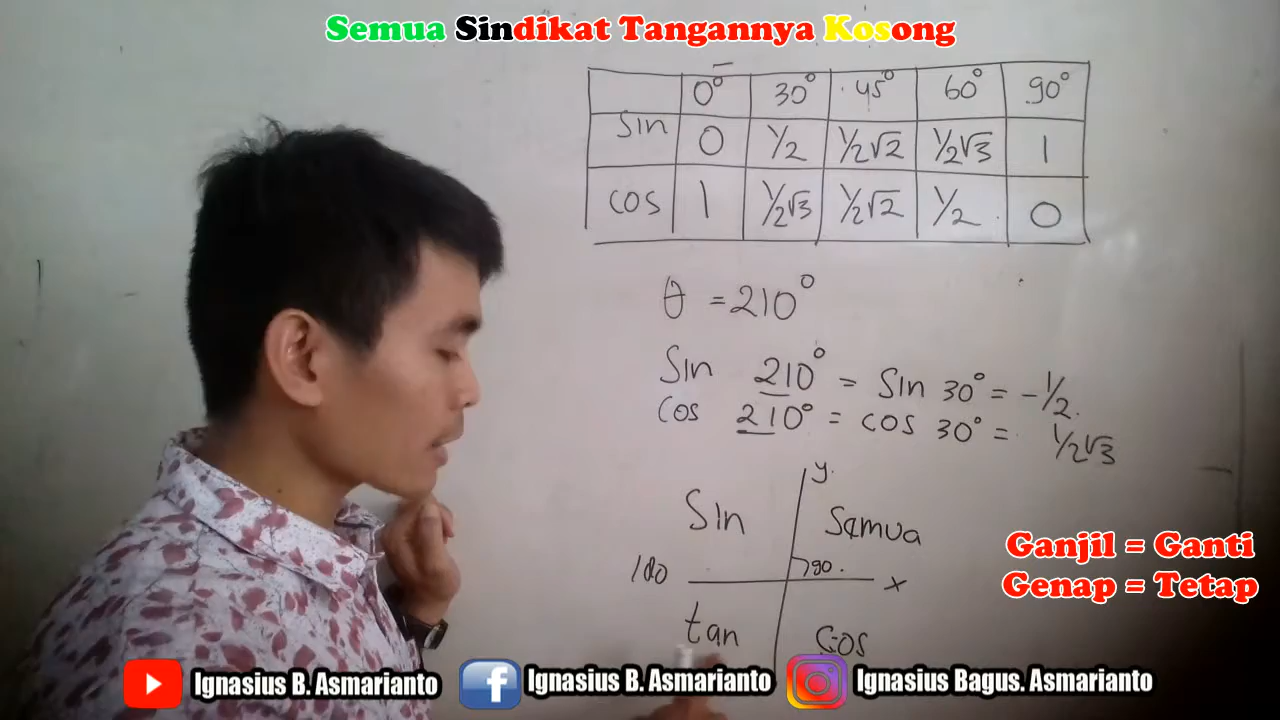 Semua Sindikat Tangannya Kosong
0° 30° 45° 60° 90°
Sin 0 1/2 1/2√2 1/2√3 1
cos 1 1/2√3 1/2√2 1/2 0
θ = 210°
Sin 210° = Sin 30° = -1/2.
cos 210° = cos 30° = 1/2√3
y.
Sin Semua
180 90. x
tan Cos
Ganjil = Ganti
Genap = Tetap
Ignasius B. Asmarianto Ignasius B. Asmarianto Ignasius Bagus. Asmarianto